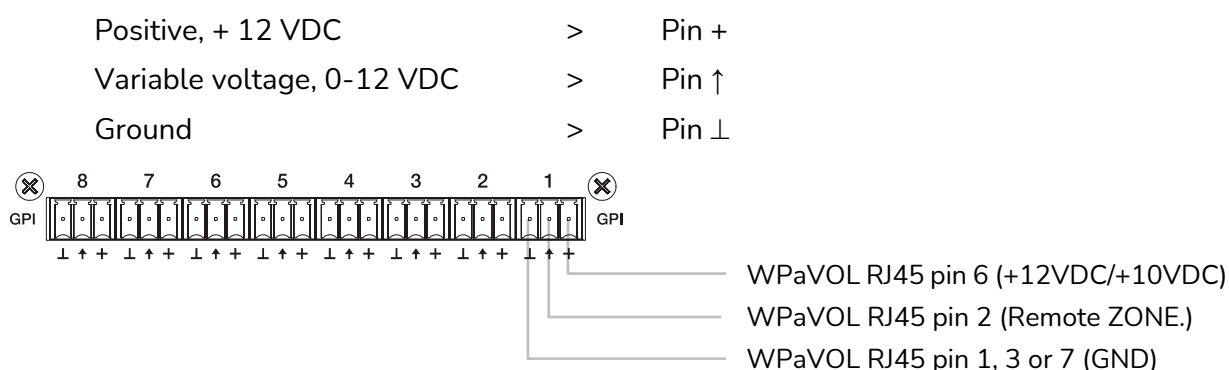 Positive, + 12 VDC > Pin +
Variable voltage, 0-12 VDC > Pin ↑
Ground > Pin ⊥
8 7 6 5 4 3 2 1
GPI GPI
⊥ ↑ + ⊥ ↑ + ⊥ ↑ + ⊥ ↑ + ⊥ ↑ + ⊥ ↑ + ⊥ ↑ + ⊥ ↑ +
WPaVOL RJ45 pin 6 (+12VDC/+10VDC)
WPaVOL RJ45 pin 2 (Remote ZONE.)
WPaVOL RJ45 pin 1, 3 or 7 (GND)